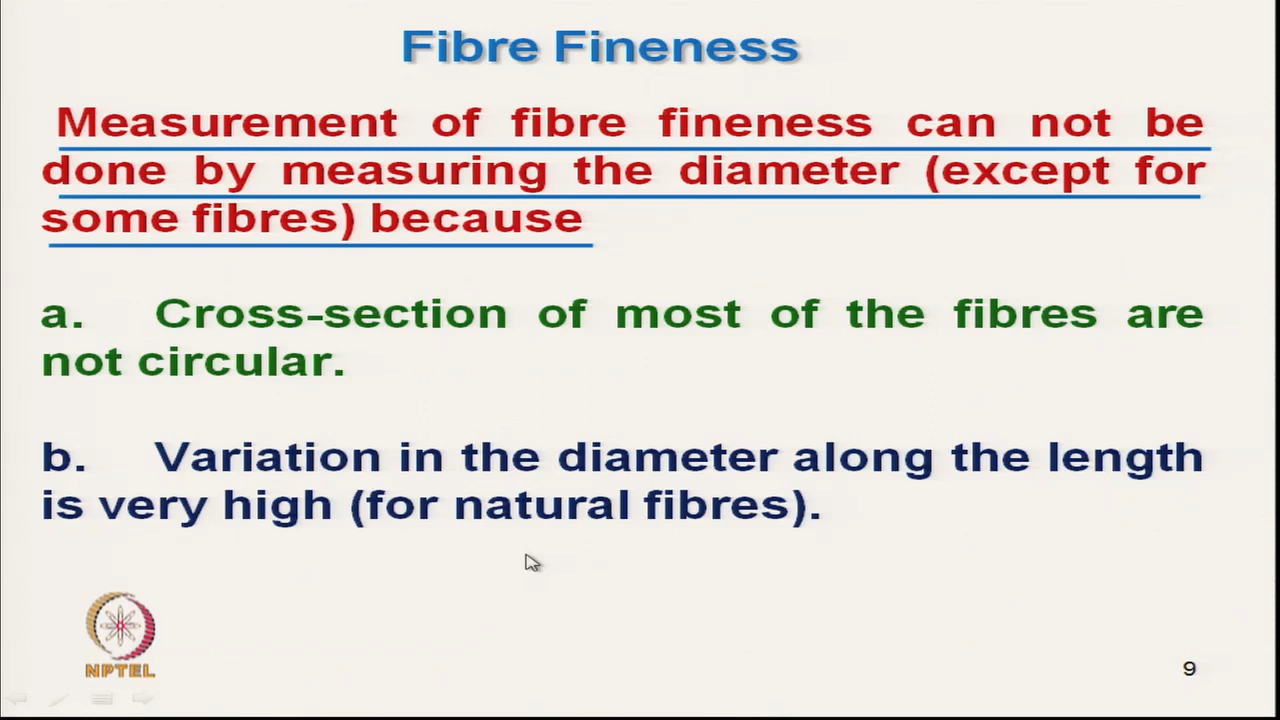 Fibre Fineness
Measurement of fibre fineness can not be
done by measuring the diameter (except for
some fibres) because
a. Cross-section of most of the fibres are
not circular.
b. Variation in the diameter along the length
is very high (for natural fibres).
NPTEL
9